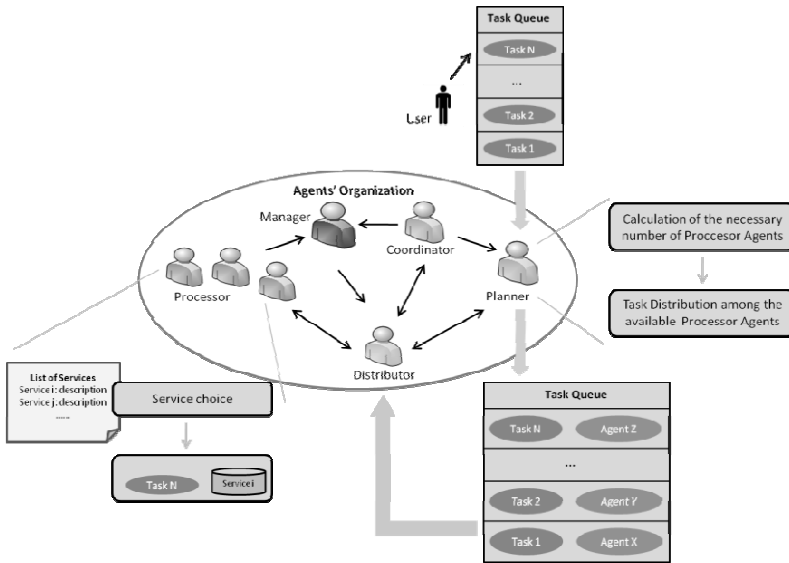 Task Queue
Task N
...
Task 2
Task 1
User
Agents' Organization
Manager
Coordinator
Processor
Planner
Distributor
Calculation of the necessary
number of Proccesor Agents
Task Distribution among the
available Processor Agents
List of Services
Service i: description
Service j: description
......
Service choice
Task N
Service i
Task Queue
Task N Agent Z
...
Task 2 Agent Y
Task 1 Agent X